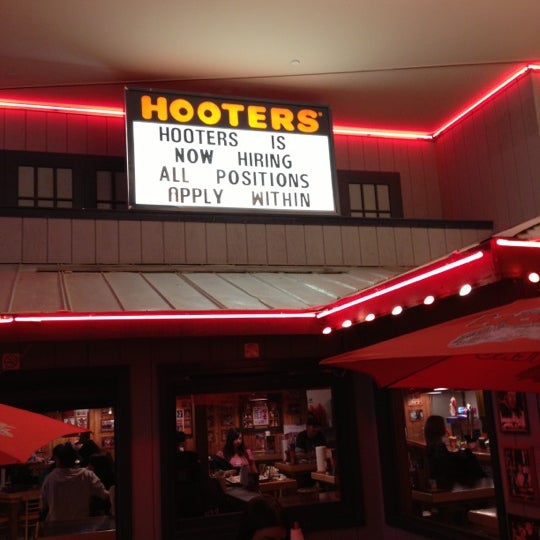 HOOTERS
HOOTERS IS
NOW HIRING
ALL POSITIONS
APPLY WITHIN